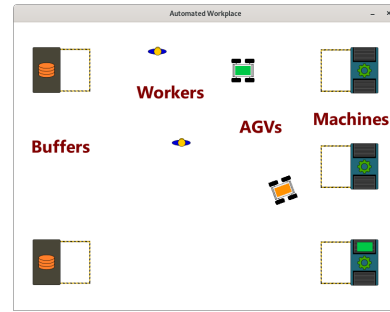 Automated Workplace
Workers
AGVs
Machines
Buffers